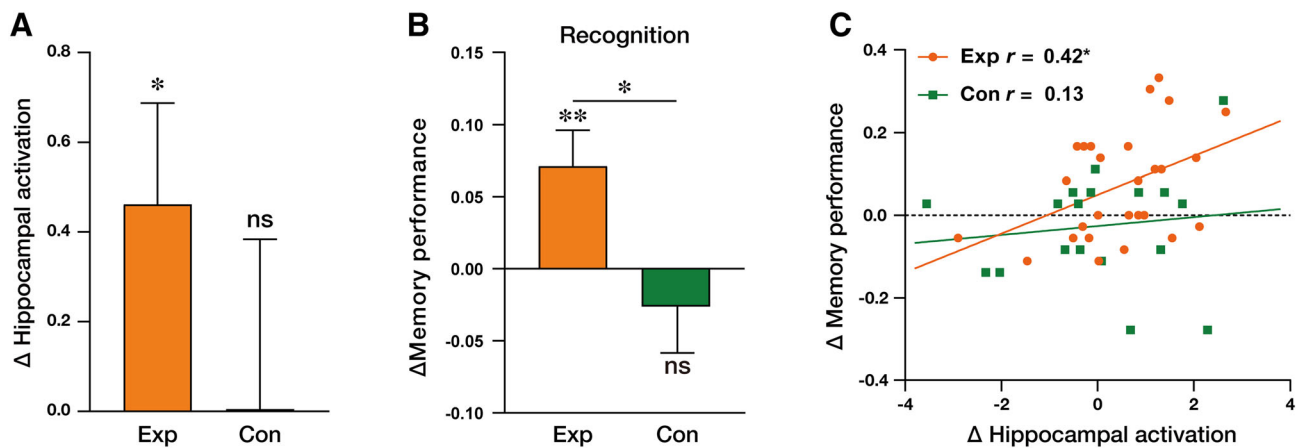 A
Δ Hippocampal activation
0.8
0.6
0.4
0.2
0.0
*
ns
Exp
Con
B
Recognition
ΔMemory performance
0.15
0.10
0.05
0.00
-0.05
-0.10
*
**
ns
Exp
Con
C
Δ Memory performance
0.4
0.2
0.0
-0.2
-0.4
Exp r = 0.42*
Con r = 0.13
-4
-2
0
2
4
Δ Hippocampal activation